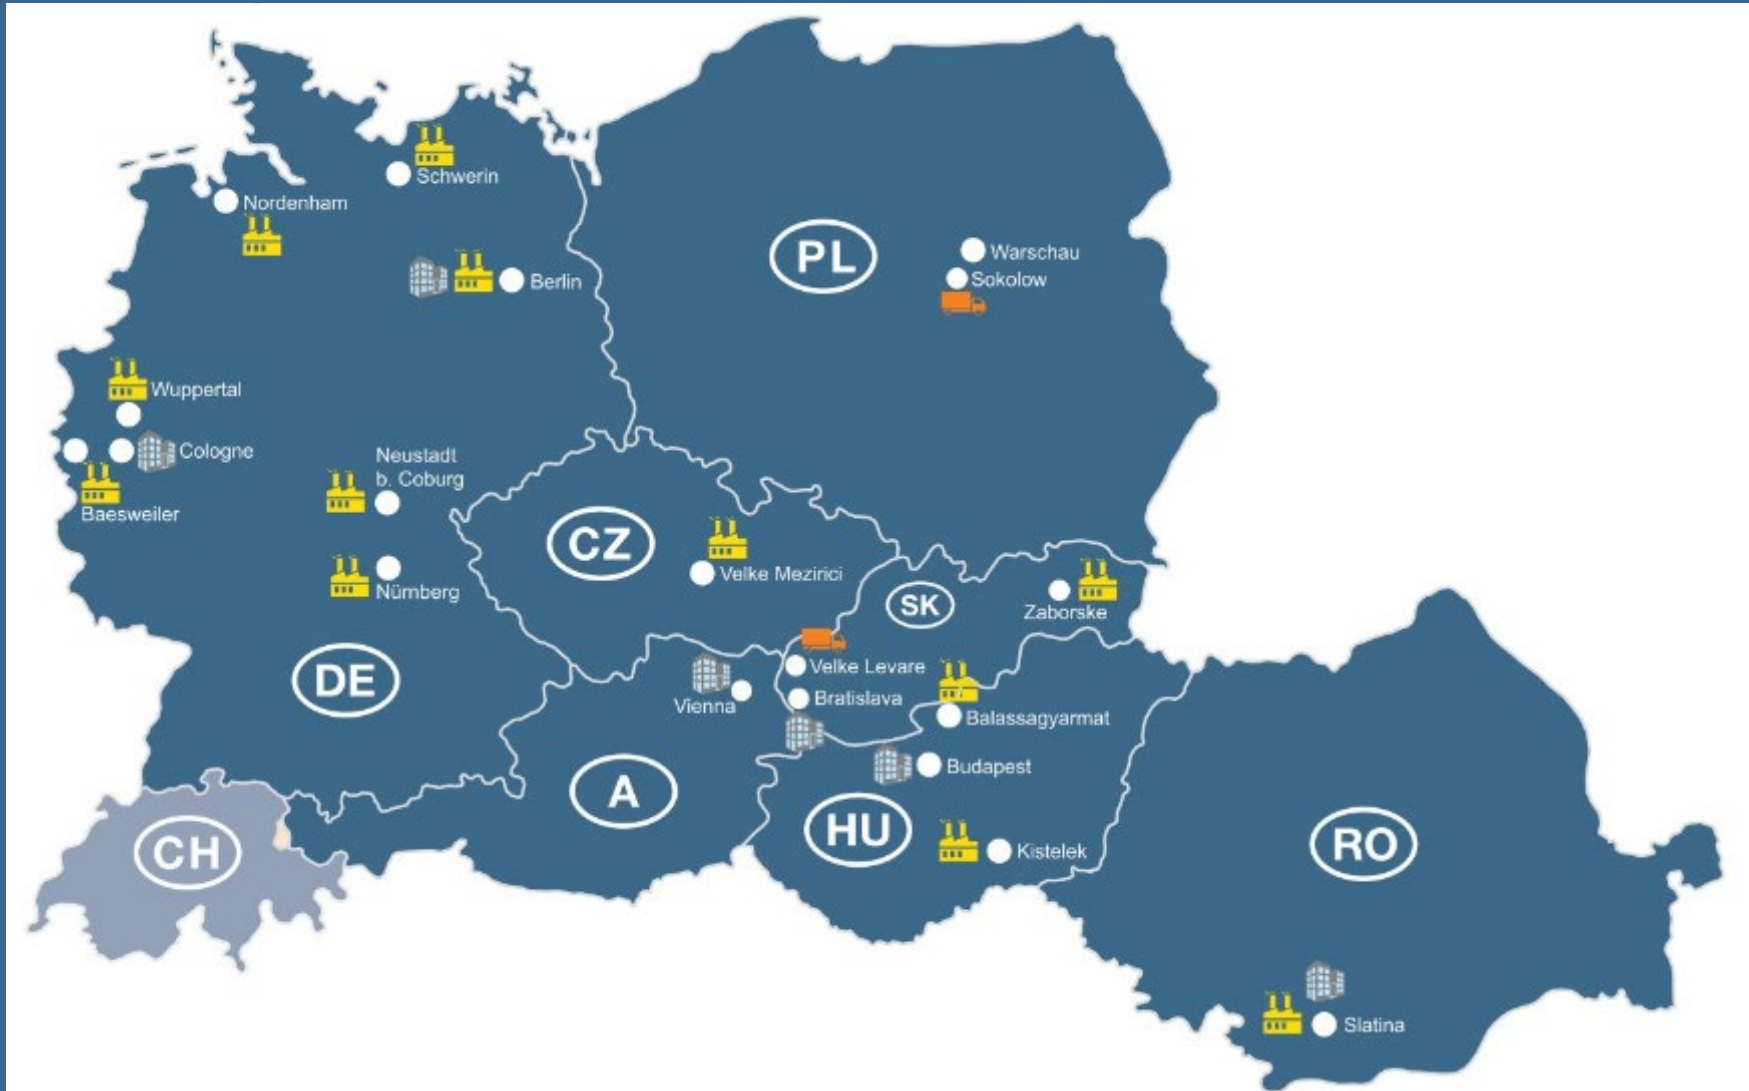 Schwerin
Nordenham
Berlin
PL
Warschau
Sokolow
Wuppertal
Cologne
Baesweiler
Neustadt
b. Coburg
Nürnberg
CZ
Velke Mezirici
SK
Zaborske
DE
Velke Levare
Vienna
Bratislava
Balassagyarmat
Budapest
A
HU
Kistelek
CH
RO
Slatina